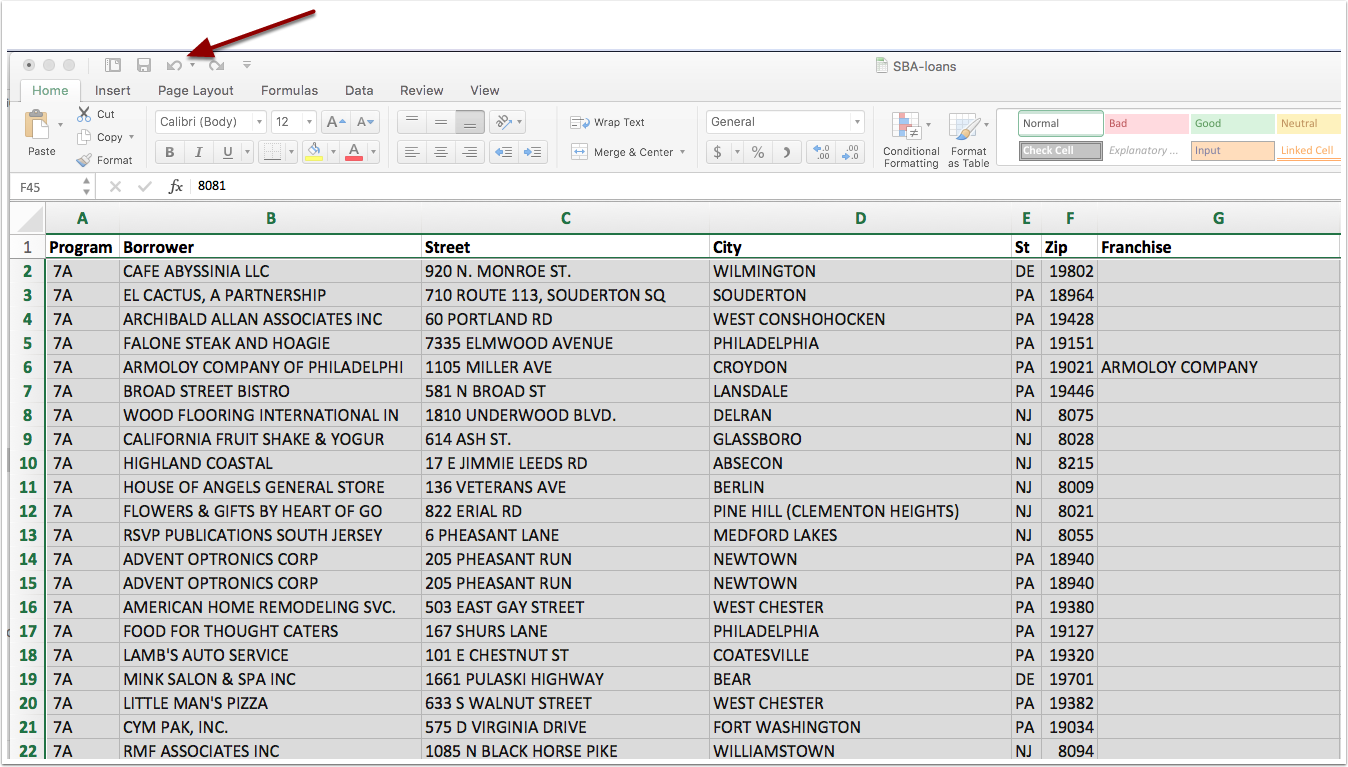 SBA-loans
Home Insert Page Layout Formulas Data Review View
Cut
Calibri (Body) 12 A A Wrap Text General Normal Bad Good Neutral
Copy
Paste Format B I U A Merge & Center $ % Conditional Formatting Format as Table Check Cell Explanatory ... Input Linked Cell
F45 fx 8081
A B C D E F G
1 Program Borrower Street City St Zip Franchise
2 7A CAFE ABYSSINIA LLC 920 N. MONROE ST. WILMINGTON DE 19802
3 7A EL CACTUS, A PARTNERSHIP 710 ROUTE 113, SOUDERTON SQ SOUDERTON PA 18964
4 7A ARCHIBALD ALLAN ASSOCIATES INC 60 PORTLAND RD WEST CONSHOHOCKEN PA 19428
5 7A FALONE STEAK AND HOAGIE 7335 ELMWOOD AVENUE PHILADELPHIA PA 19151
6 7A ARMOLOY COMPANY OF PHILADELPHI 1105 MILLER AVE CROYDON PA 19021 ARMOLOY COMPANY
7 7A BROAD STREET BISTRO 581 N BROAD ST LANSDALE PA 19446
8 7A WOOD FLOORING INTERNATIONAL IN 1810 UNDERWOOD BLVD. DELRAN NJ 8075
9 7A CALIFORNIA FRUIT SHAKE & YOGUR 614 ASH ST. GLASSBORO NJ 8028
10 7A HIGHLAND COASTAL 17 E JIMMIE LEEDS RD ABSECON NJ 8215
11 7A HOUSE OF ANGELS GENERAL STORE 136 VETERANS AVE BERLIN NJ 8009
12 7A FLOWERS & GIFTS BY HEART OF GO 822 ERIAL RD PINE HILL (CLEMENTON HEIGHTS) NJ 8021
13 7A RSVP PUBLICATIONS SOUTH JERSEY 6 PHEASANT LANE MEDFORD LAKES NJ 8055
14 7A ADVENT OPTRONICS CORP 205 PHEASANT RUN NEWTOWN PA 18940
15 7A ADVENT OPTRONICS CORP 205 PHEASANT RUN NEWTOWN PA 18940
16 7A AMERICAN HOME REMODELING SVC. 503 EAST GAY STREET WEST CHESTER PA 19380
17 7A FOOD FOR THOUGHT CATERS 167 SHURS LANE PHILADELPHIA PA 19127
18 7A LAMB'S AUTO SERVICE 101 E CHESTNUT ST COATESVILLE PA 19320
19 7A MINK SALON & SPA INC 1661 PULASKI HIGHWAY BEAR DE 19701
20 7A LITTLE MAN'S PIZZA 633 S WALNUT STREET WEST CHESTER PA 19382
21 7A CYM PAK, INC. 575 D VIRGINIA DRIVE FORT WASHINGTON PA 19034
22 7A RMF ASSOCIATES INC 1085 N BLACK HORSE PIKE WILLIAMSTOWN NJ 8094